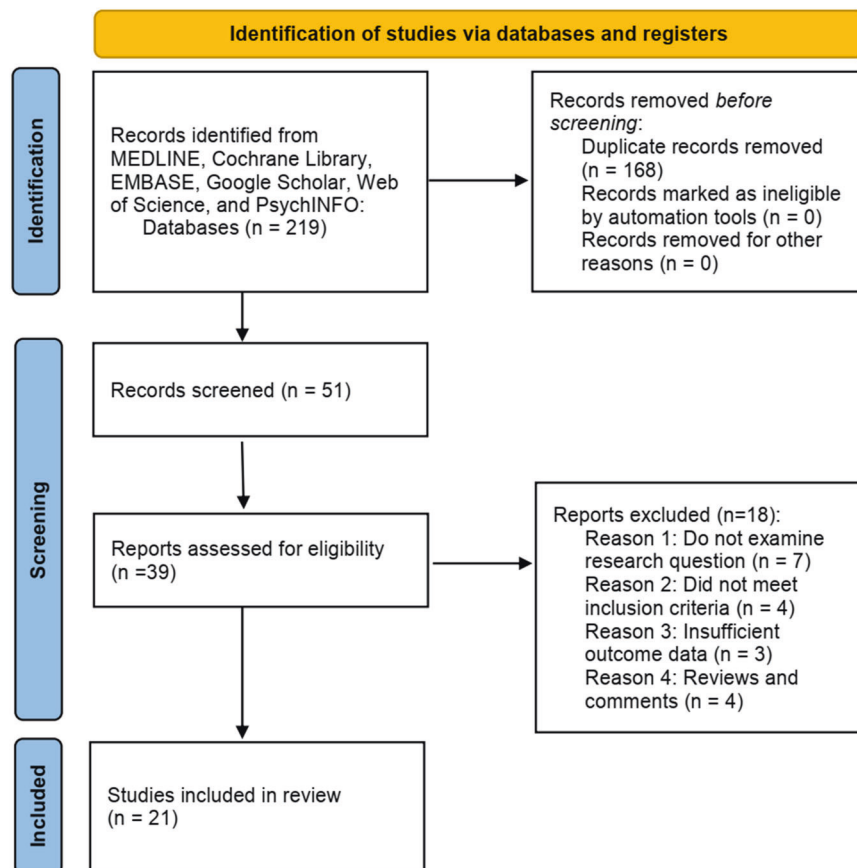 Identification of studies via databases and registers
Identification
Records identified from
MEDLINE, Cochrane Library,
EMBASE, Google Scholar, Web
of Science, and PsychINFO:
Databases (n = 219)
Records removed before
screening:
Duplicate records removed
(n = 168)
Records marked as ineligible
by automation tools (n = 0)
Records removed for other
reasons (n = 0)
Screening
Records screened (n = 51)
Reports assessed for eligibility
(n =39)
Reports excluded (n=18):
Reason 1: Do not examine
research question (n = 7)
Reason 2: Did not meet
inclusion criteria (n = 4)
Reason 3: Insufficient
outcome data (n = 3)
Reason 4: Reviews and
comments (n = 4)
Included
Studies included in review
(n = 21)